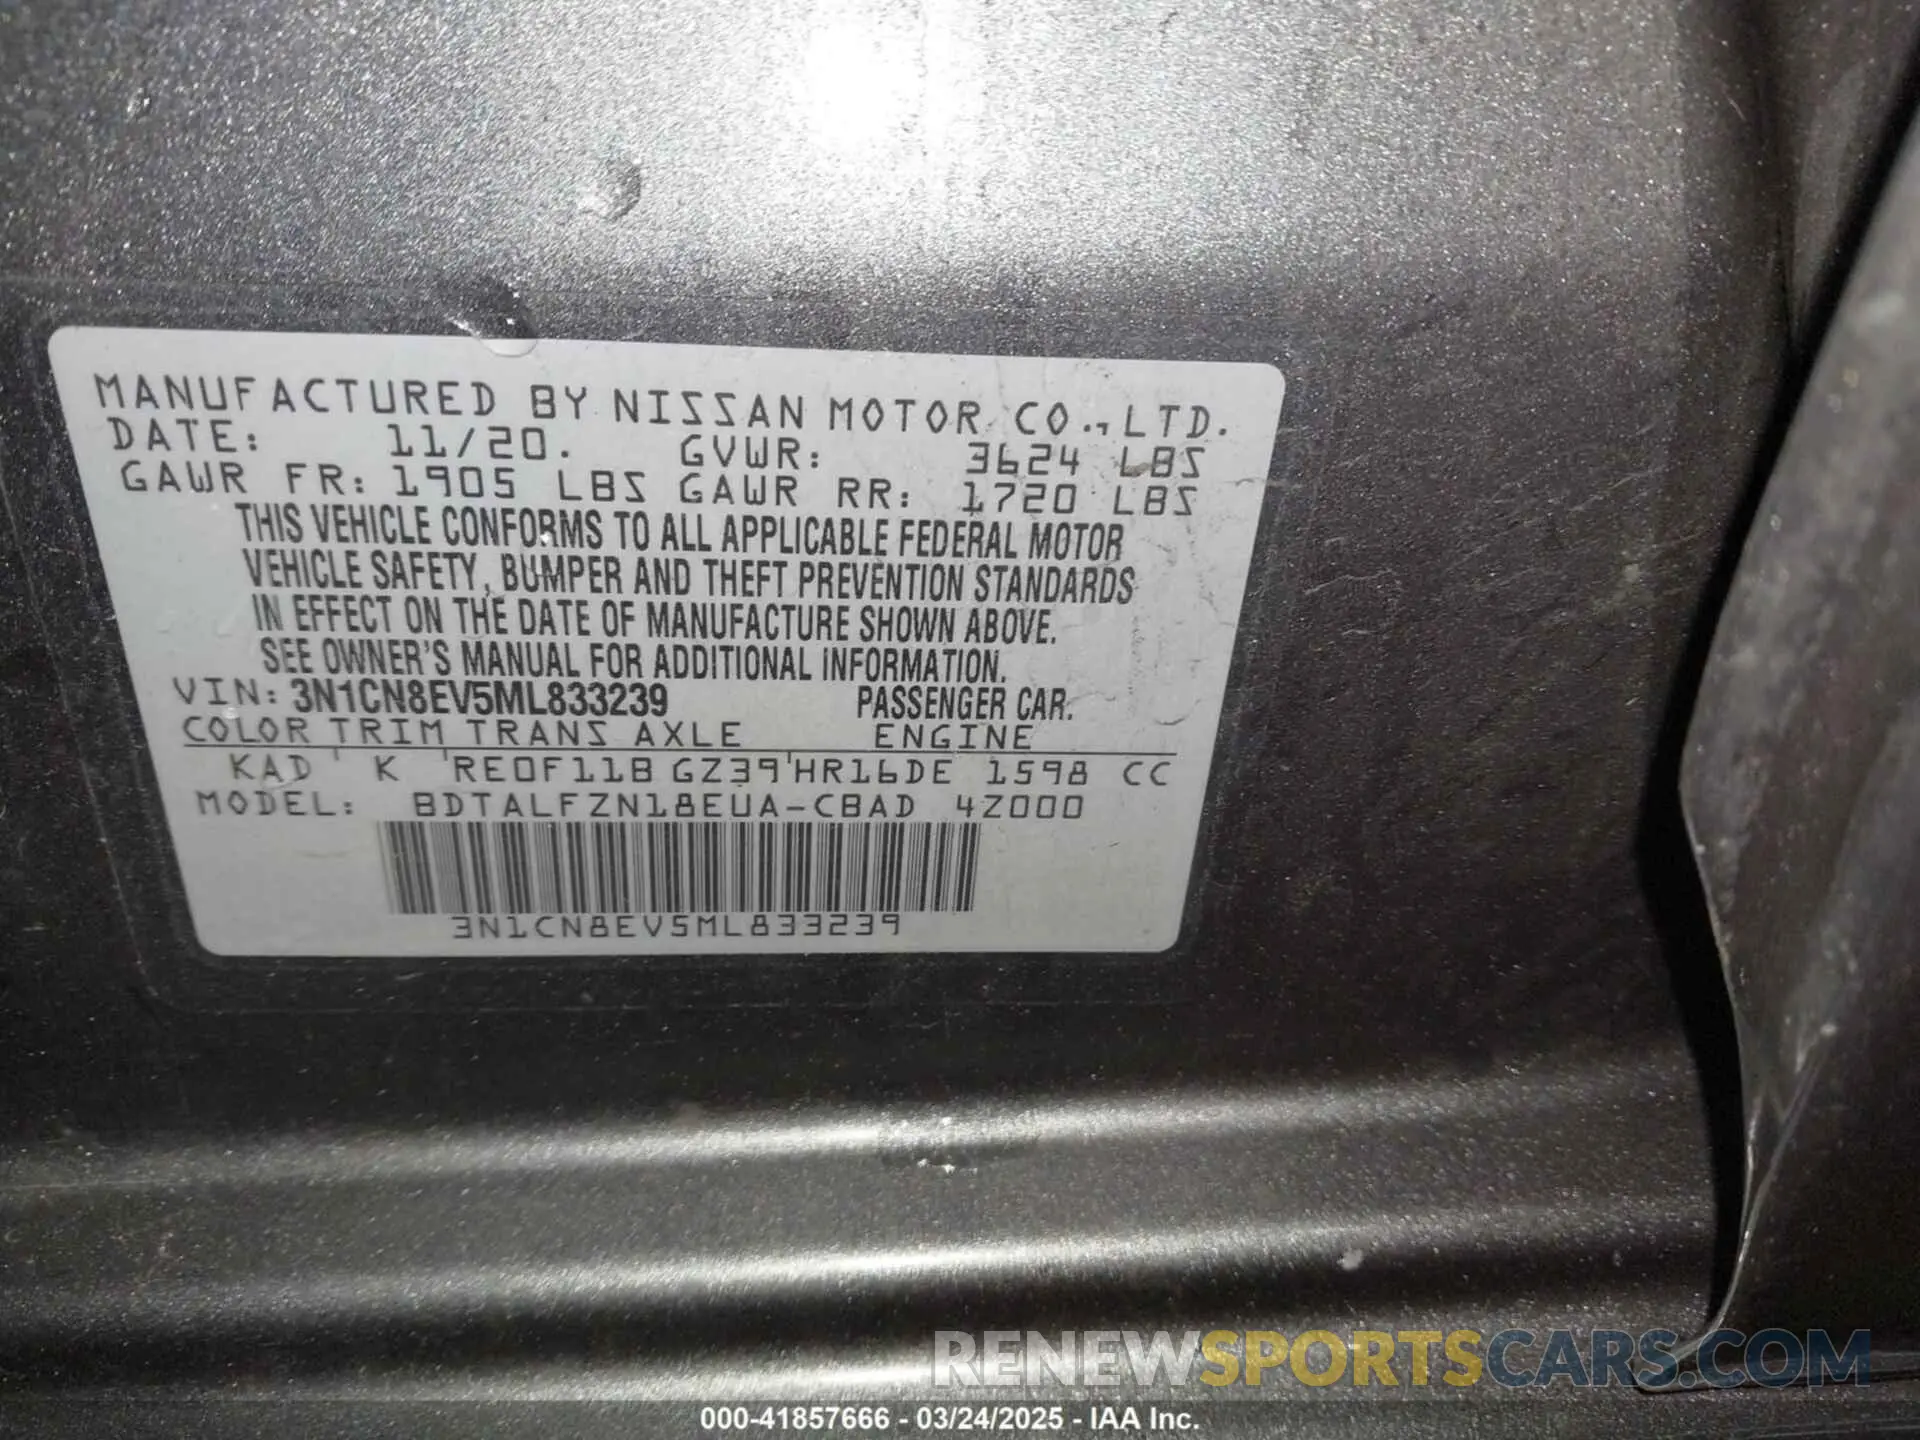 MANUFACTURED BY NISSAN MOTOR CO., LTD.
DATE: 11/20. GVWR: 3624 LBS
GAWR FR: 1905 LBS GAWR RR: 1720 LBS
THIS VEHICLE CONFORMS TO ALL APPLICABLE FEDERAL MOTOR
VEHICLE SAFETY, BUMPER AND THEFT PREVENTION STANDARDS
IN EFFECT ON THE DATE OF MANUFACTURE SHOWN ABOVE.
SEE OWNER'S MANUAL FOR ADDITIONAL INFORMATION.
VIN: 3N1CN8EV5ML833239 PASSENGER CAR.
COLOR TRIM TRANS AXLE ENGINE
KAD ' K ' RE0F11B GZ39 ' HR16DE 1598 CC
MODEL: BDTALFZN18EUA-CBAD 4Z000
3N1CN8EV5ML833239
RENEWSPORTSCARS.COM
000-41857666 - 03/24/2025 - IAA Inc.